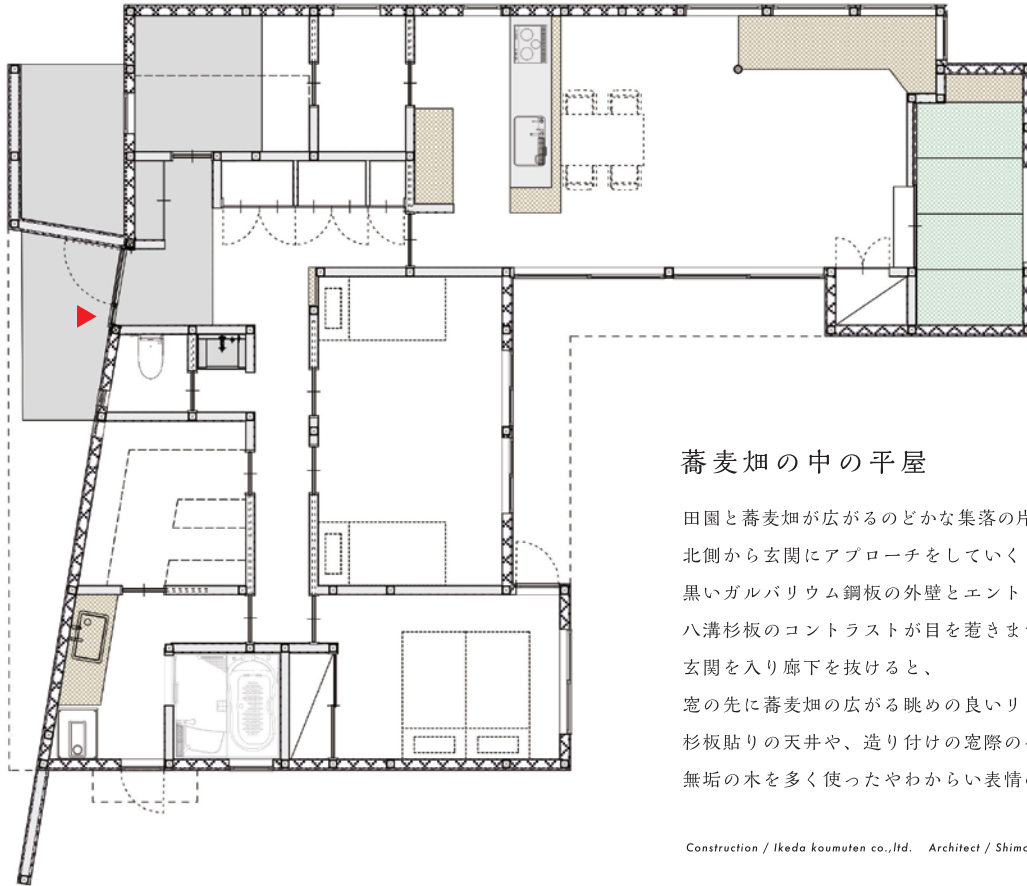 蕎麦畑の中の平屋
田園と蕎麦畑が広がるのどかな集落の片
北側から玄関にアプローチをしていく
黒いガルバリウム鋼板の外壁とエント
八溝杉板のコントラストが目を惹きま
玄関を入り廊下を抜けると、
窓の先に蕎麦畑の広がる眺めの良いリ
杉板貼りの天井や、造り付けの窓際の
無垢の木を多く使ったやわらかい表情
Construction / Ikeda koumuten co.,ltd. Architect / Shimo